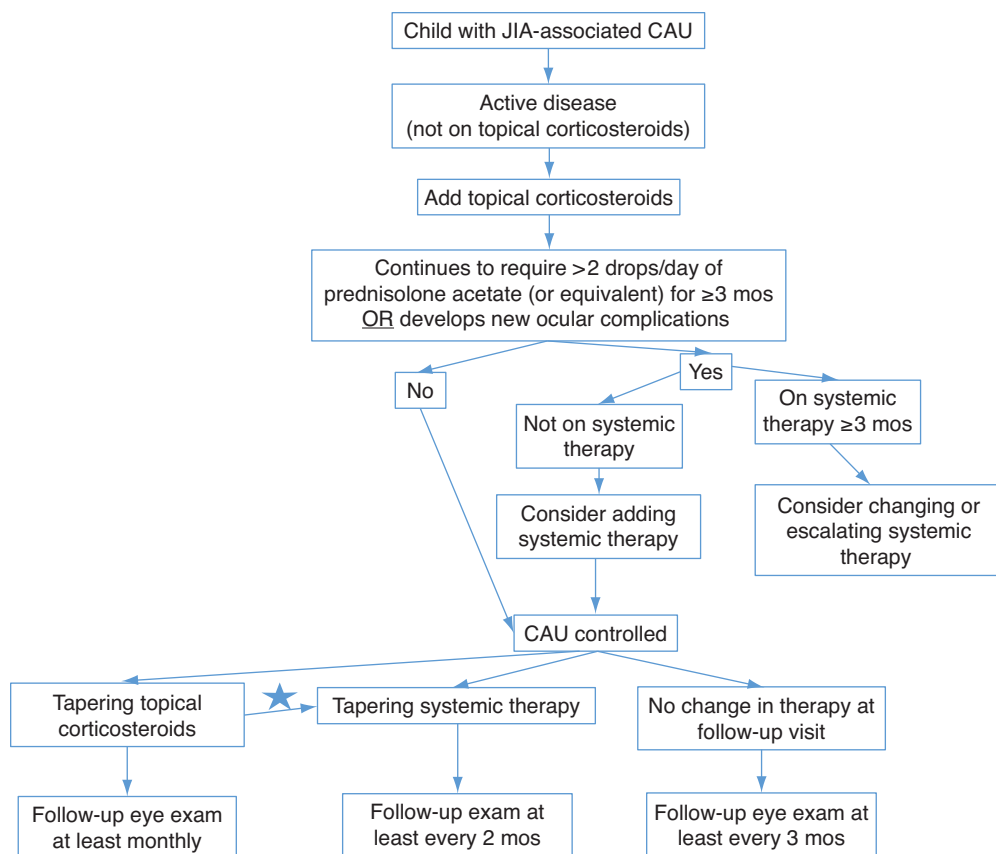 Child with JIA-associated CAU
Active disease
(not on topical corticosteroids)
Add topical corticosteroids
Continues to require >2 drops/day of
prednisolone acetate (or equivalent) for ≥3 mos
OR develops new ocular complications
No
Yes
Not on systemic
therapy
On systemic
therapy ≥3 mos
Consider adding
systemic therapy
Consider changing or
escalating systemic
therapy
CAU controlled
Tapering topical
corticosteroids
Tapering systemic therapy
No change in therapy at
follow-up visit
Follow-up eye exam
at least monthly
Follow-up exam at
least every 2 mos
Follow-up eye exam at
least every 3 mos